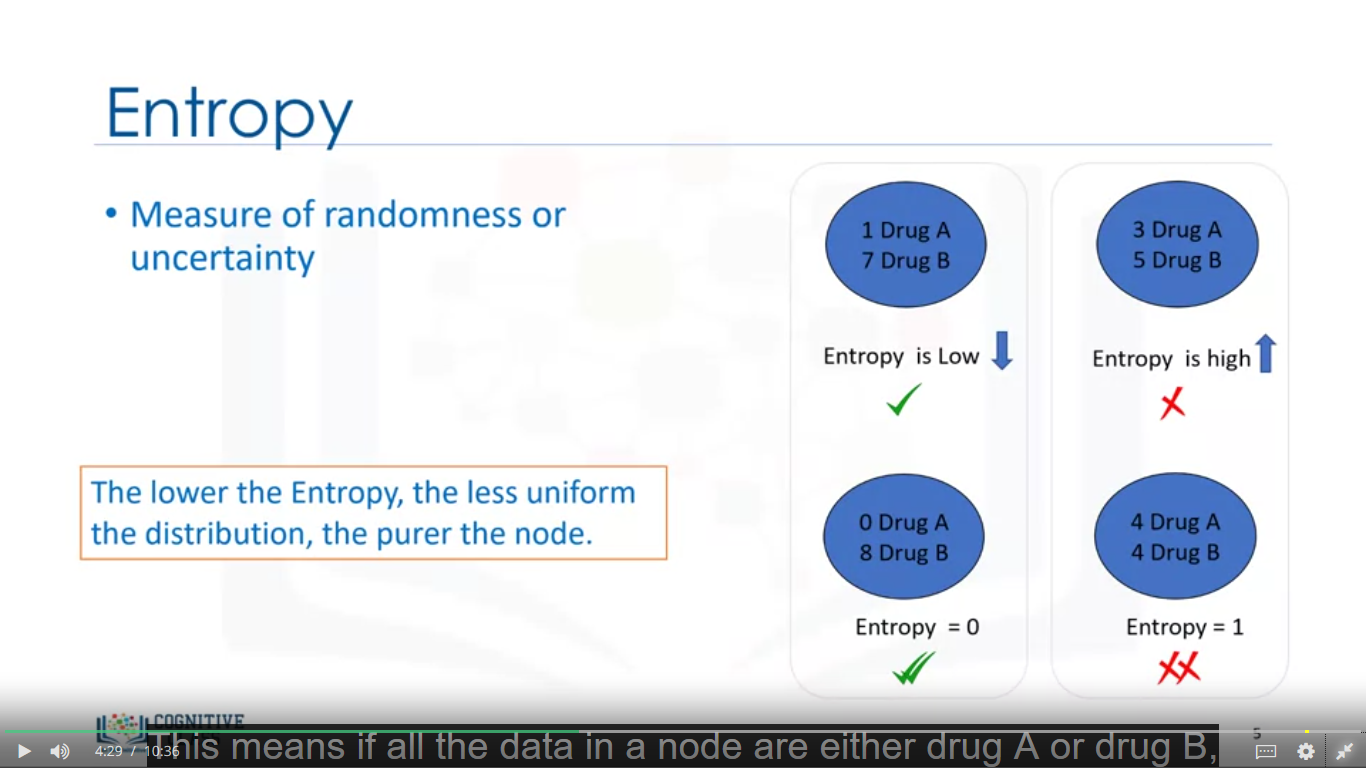 Entropy
• Measure of randomness or
uncertainty
The lower the Entropy, the less uniform
the distribution, the purer the node.
1 Drug A
7 Drug B
Entropy is Low
0 Drug A
8 Drug B
Entropy = 0
3 Drug A
5 Drug B
Entropy is high
4 Drug A
4 Drug B
Entropy = 1
COGNITIVE
5
This means if all the data in a node are either drug A or drug B,
4:29 / 10:36